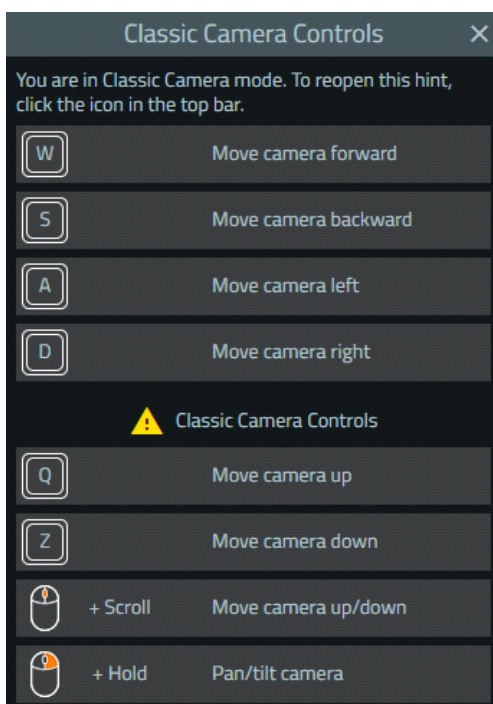 Classic Camera Controls ×
You are in Classic Camera mode. To reopen this hint,
click the icon in the top bar.
W Move camera forward
S Move camera backward
A Move camera left
D Move camera right
Classic Camera Controls
Q Move camera up
Z Move camera down
+ Scroll Move camera up/down
+ Hold Pan/tilt camera